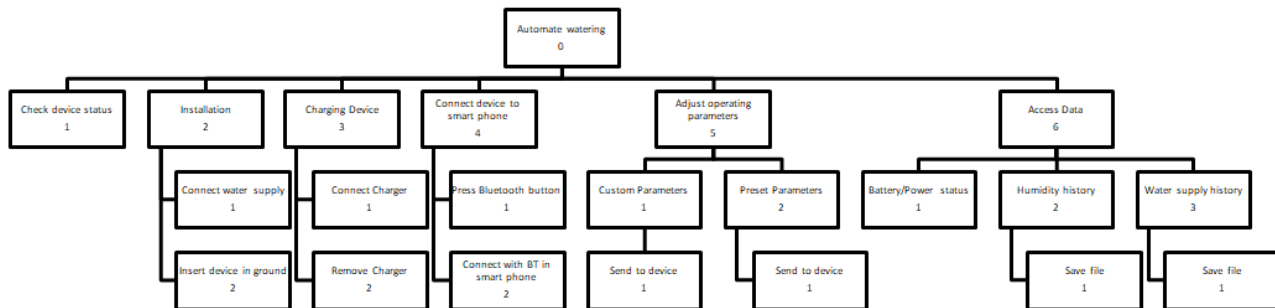 Automate watering
0
Check device status
1
Installation
2
Charging Device
3
Connect device to
smart phone
4
Adjust operating
parameters
5
Access Data
6
Connect water supply
1
Connect Charger
1
Press Bluetooth button
1
Custom Parameters
1
Preset Parameters
2
Battery/Power status
1
Humidity history
2
Water supply history
3
Insert device in ground
2
Remove Charger
2
Connect with BT in
smart phone
2
Send to device
1
Send to device
1
Save file
1
Save file
1